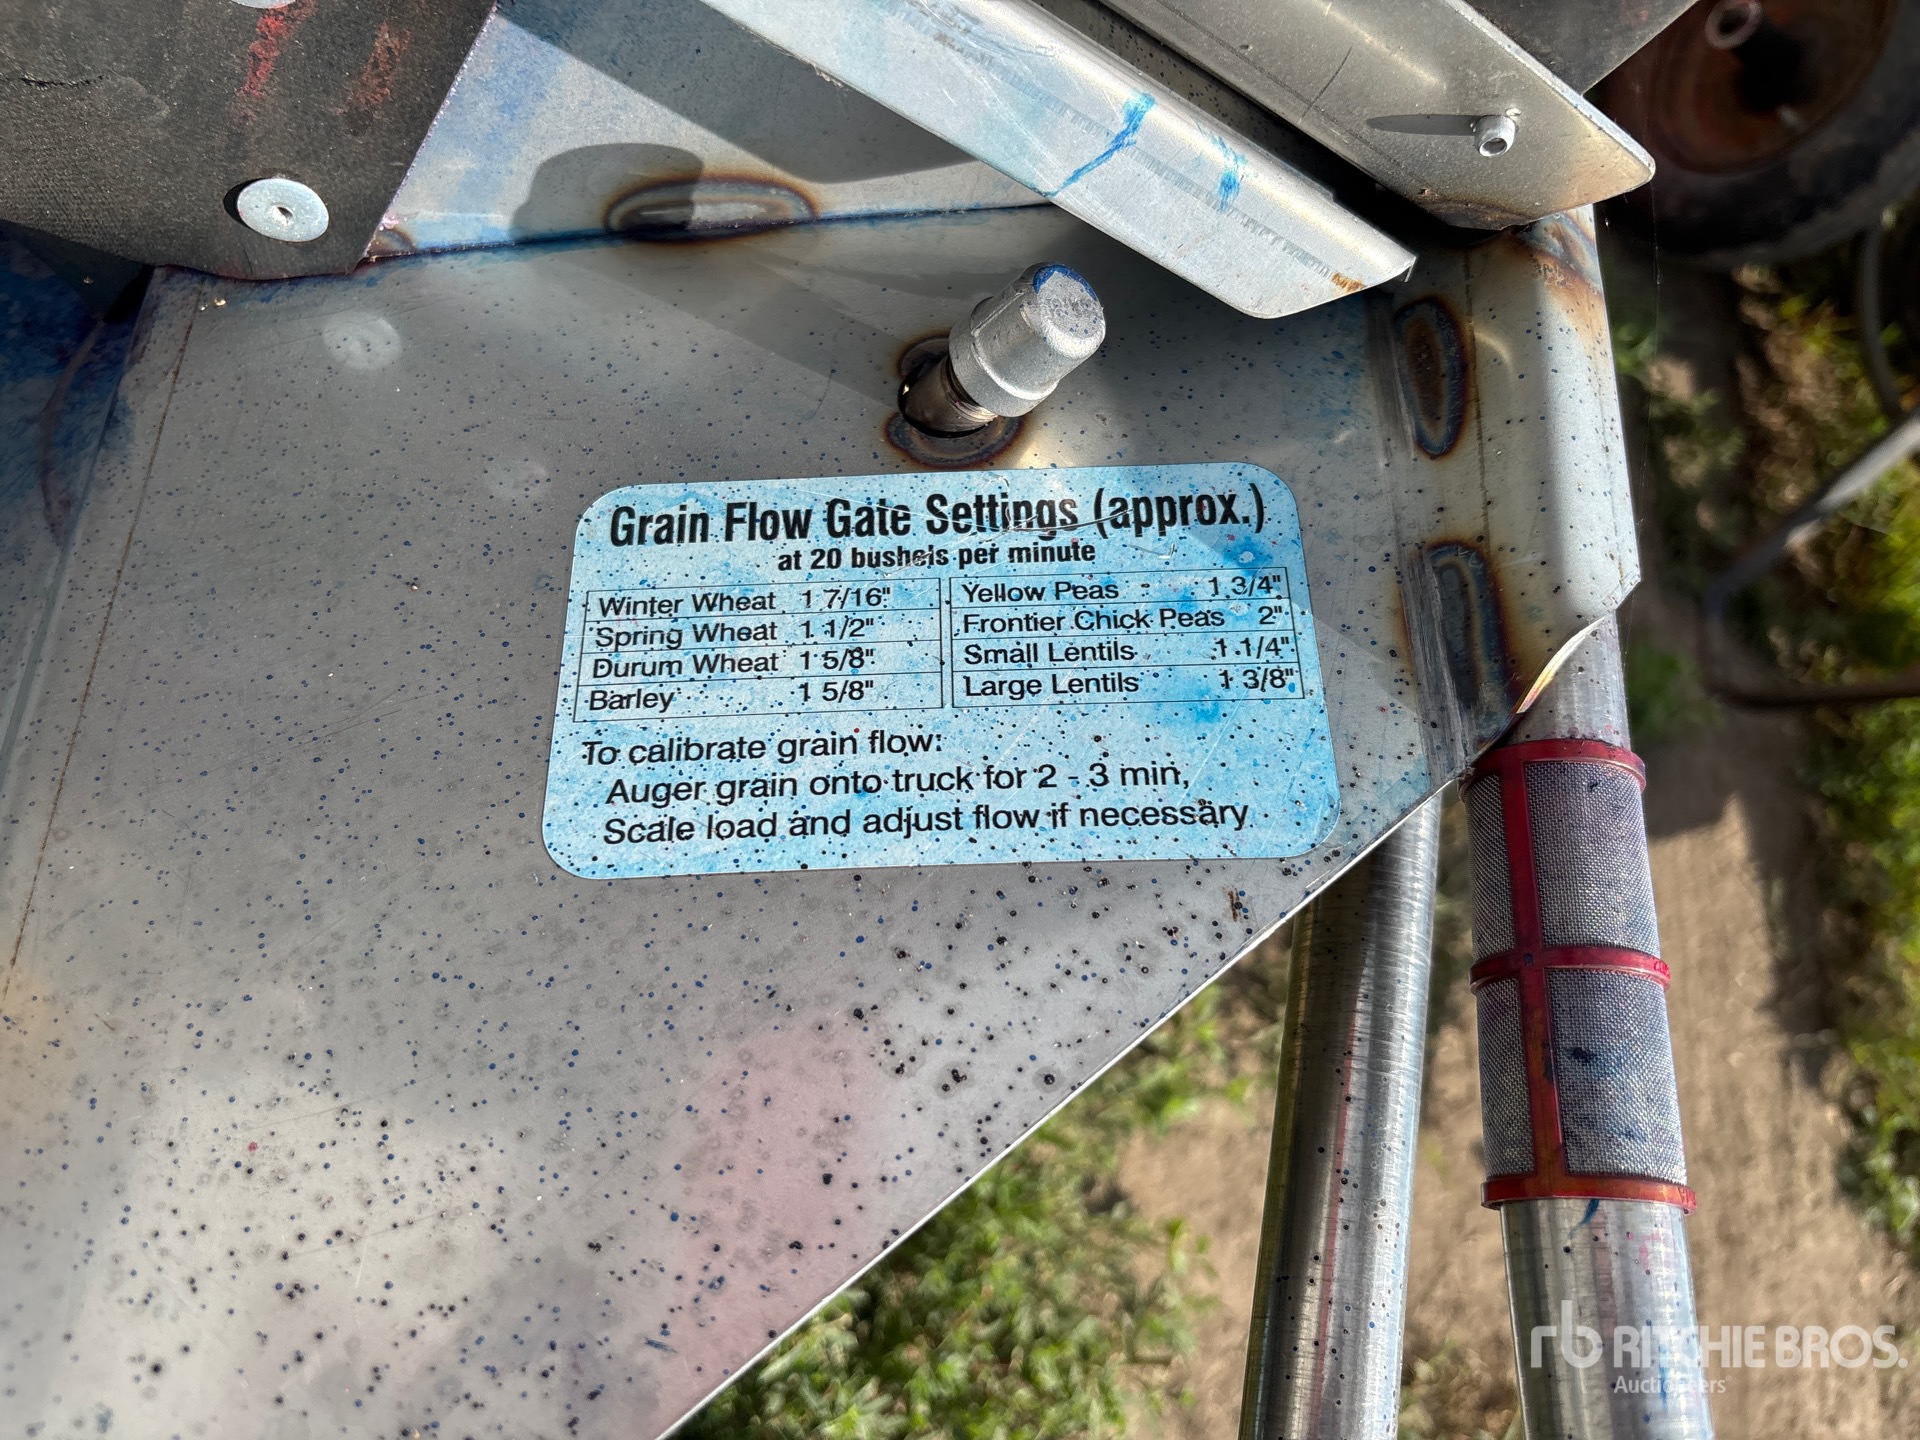 Grain Flow Gate Settings (approx.)
at 20 bushels per minute
Winter Wheat 1 7/16"
Spring Wheat 1 1/2"
Durum Wheat 1 5/8"
Barley 1 5/8"
Yellow Peas 1 3/4"
Frontier Chick Peas 2"
Small Lentils 1 1/4"
Large Lentils 1 3/8"
To calibrate grain flow:
Auger grain onto truck for 2 - 3 min,
Scale load and adjust flow if necessary
rb RITCHIE BROS.
Auctioneers